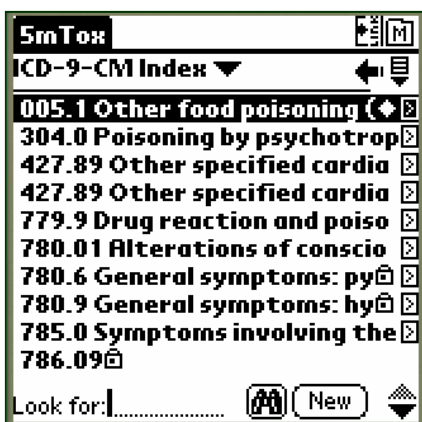 5mTox
M
ICD-9-CM Index
005.1 Other food poisoning (
304.0 Poisoning by psychotrop
427.89 Other specified cardia
427.89 Other specified cardia
779.9 Drug reaction and poiso
780.01 Alterations of conscio
780.6 General symptoms: py
780.9 General symptoms: hy
785.0 Symptoms involving the
786.09
Look for: New